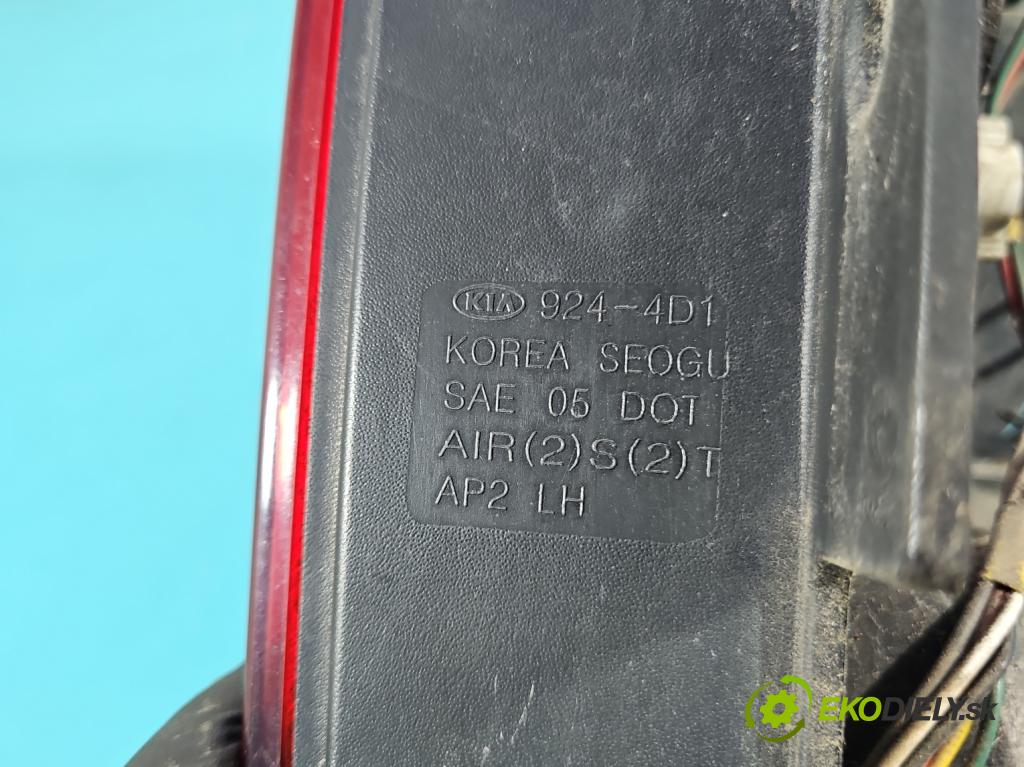 KIA 924-4D1
KOREA SEOGU
SAE 05 DOT
AIR(2)S(2)T
AP2 LH
EKODIELY.sk